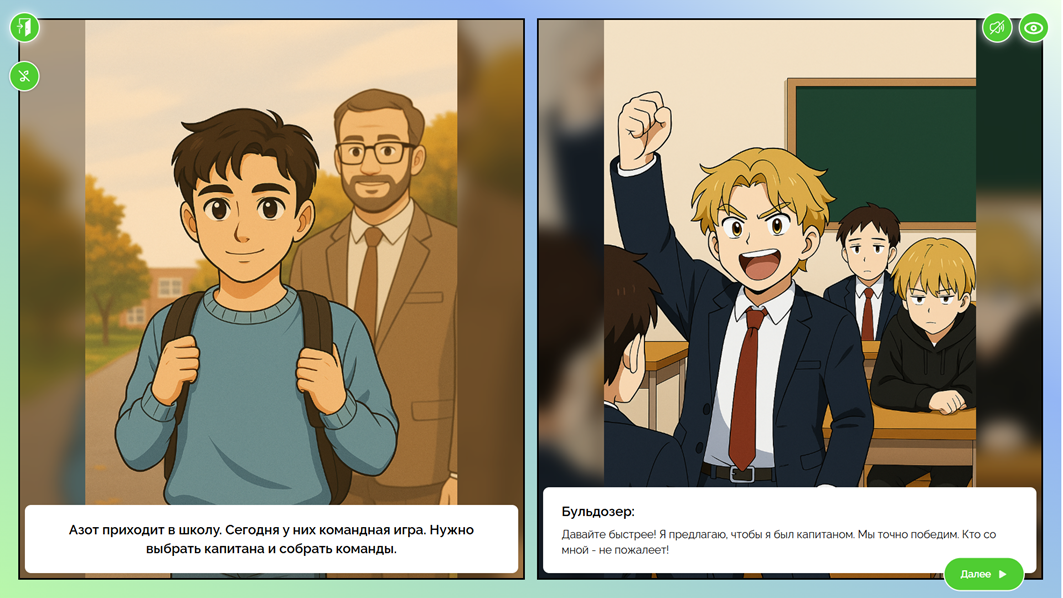 Азот приходит в школу. Сегодня у них командная игра. Нужно
выбрать капитана и собрать команды.
Бульдозер:
Давайте быстрее! Я предлагаю, чтобы я был капитаном. Мы точно победим. Кто со
мной - не пожалеет!
Далее